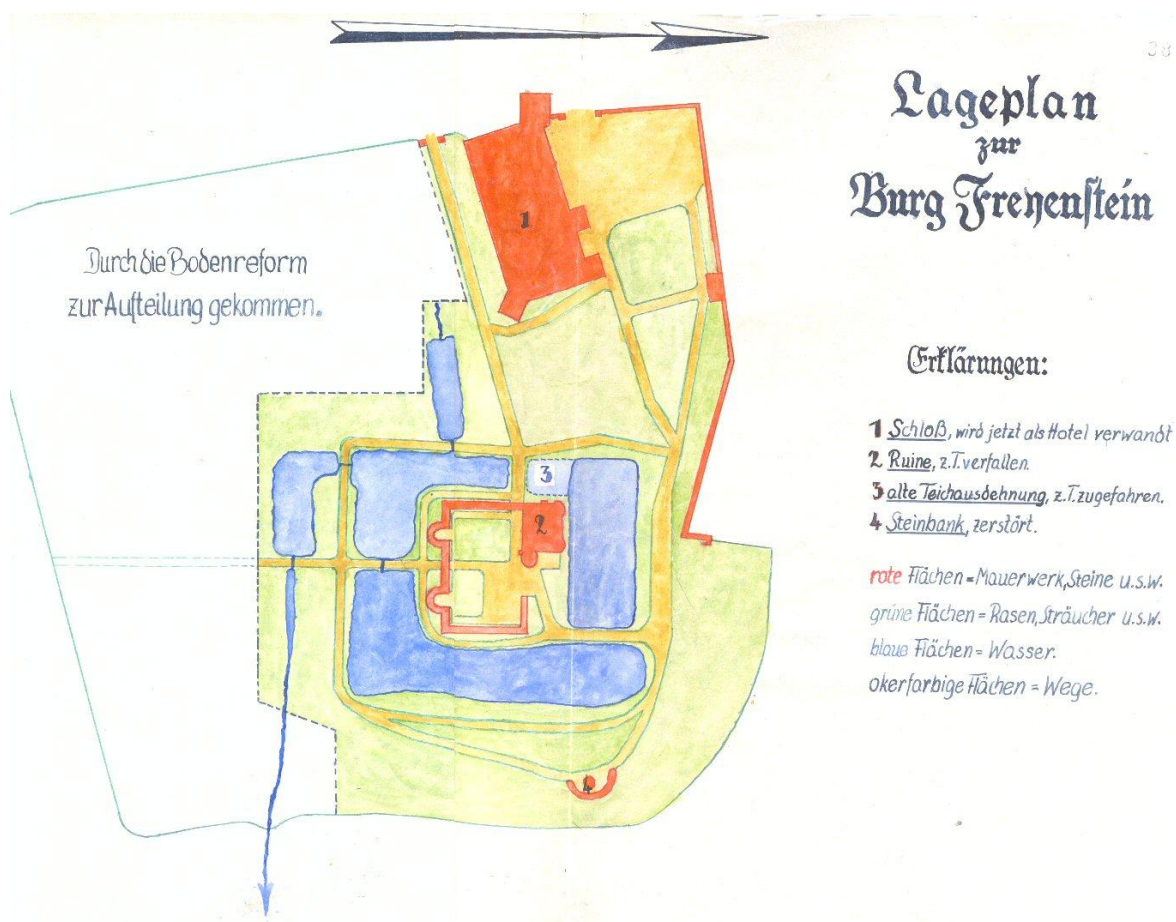 38
Lageplan
zur
Burg Freyenstein
Durch die Bodenreform
zur Aufteilung gekommen.
1
2
3
4
Erklärungen:
1 Schloß, wird jetzt als Hotel verwandt
2 Ruine, z.T. verfallen.
3 alte Teichausdehnung, z.T. zugefahren.
4 Steinbank, zerstört.
rote Flächen = Mauerwerk, Steine u.s.w.
grüne Flächen = Rasen, Sträucher u.s.w.
blaue Flächen = Wasser.
okerfarbige Flächen = Wege.